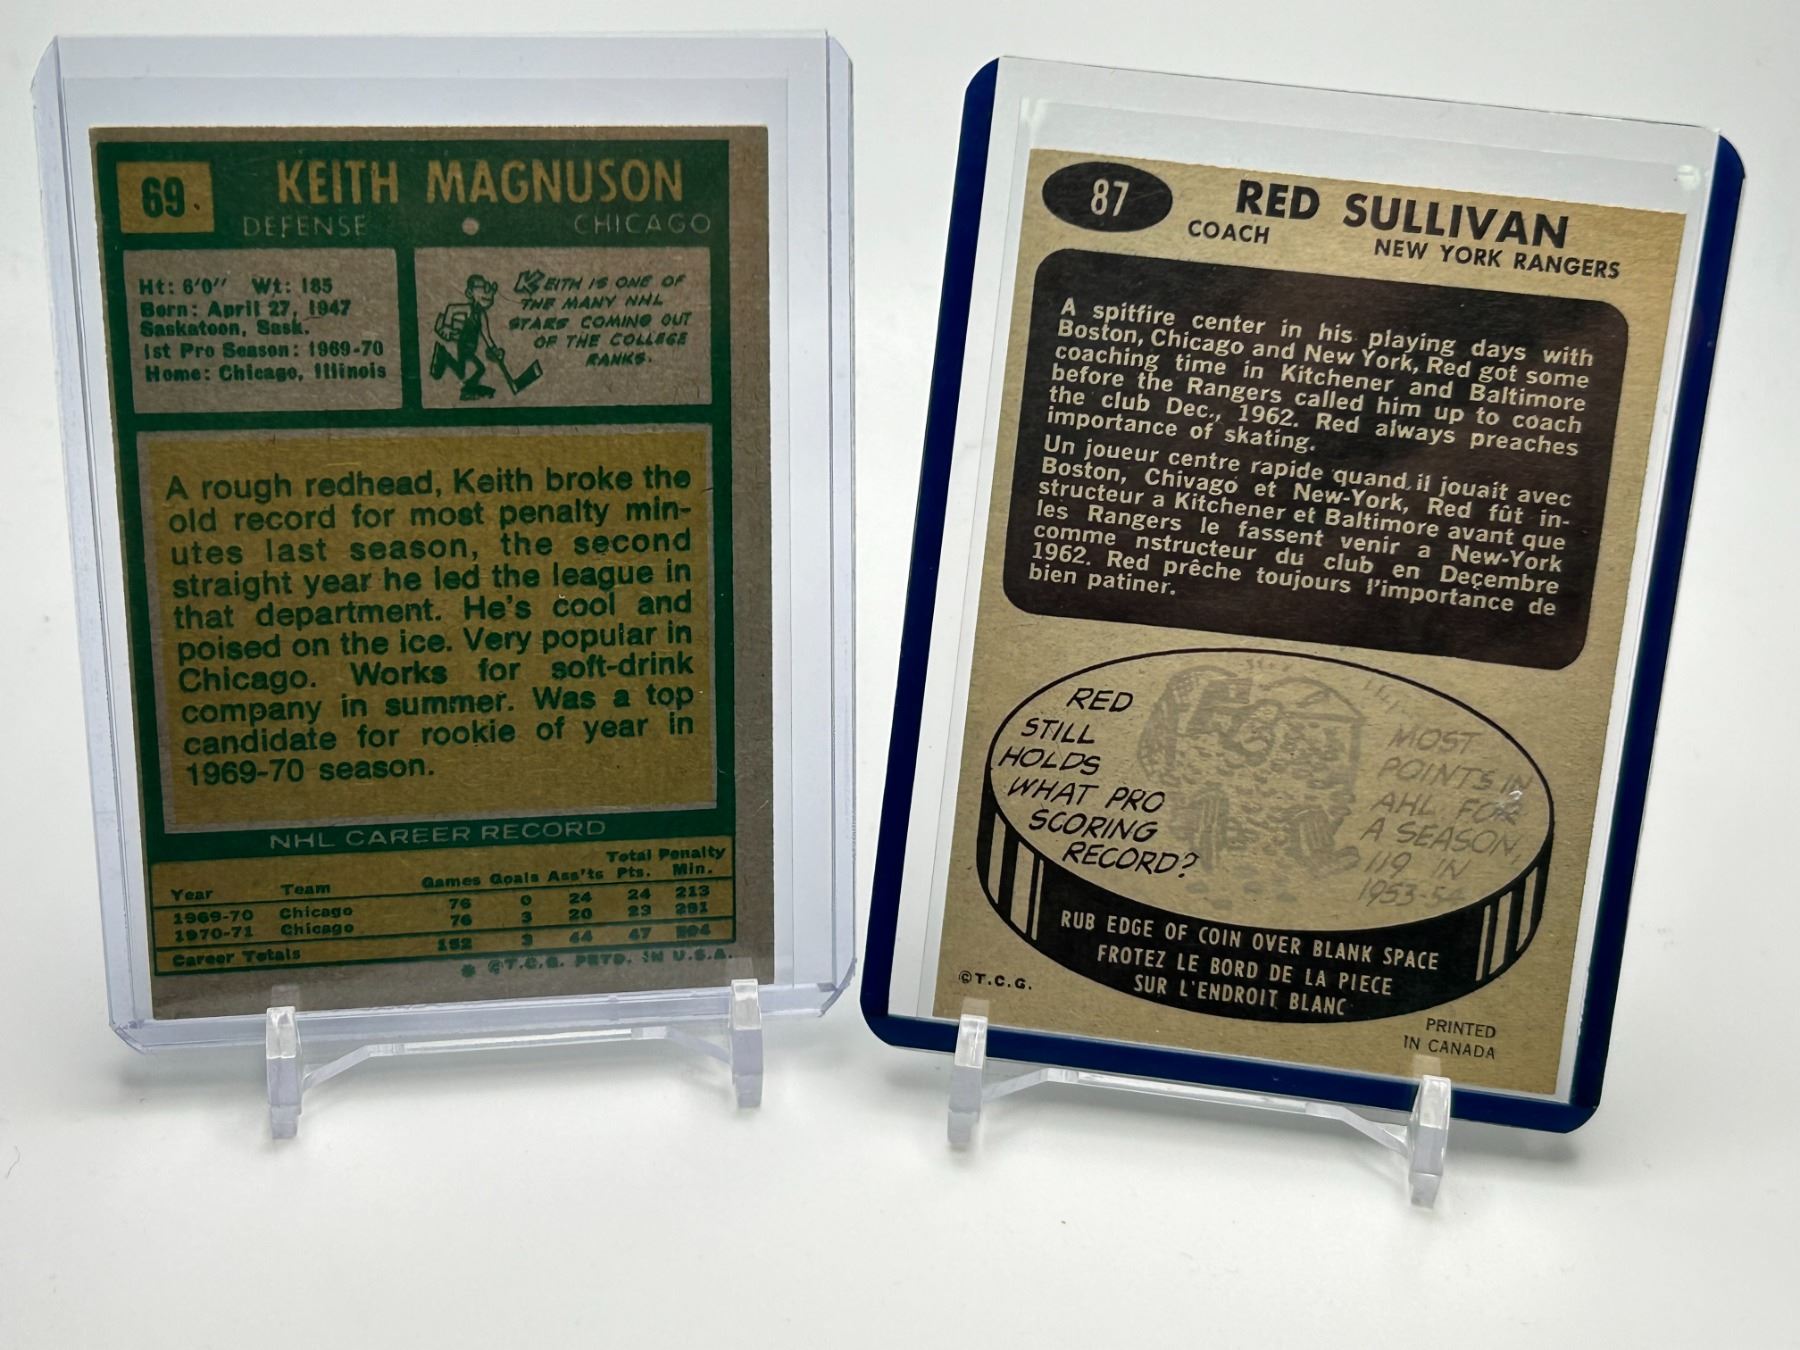 69
KEITH MAGNUSON
DEFENSE CHICAGO
Ht: 6'0" Wt: 185
Born: April 27, 1947
Saskatoon, Sask.
1st Pro Season: 1969-70
Home: Chicago, Illinois
KEITH IS ONE OF
THE MANY NHL
STARS COMING OUT
OF THE COLLEGE
RANKS.
A rough redhead, Keith broke the
old record for most penalty min-
utes last season, the second
straight year he led the league in
that department. He's cool and
poised on the ice. Very popular in
Chicago. Works for soft-drink
company in summer. Was a top
candidate for rookie of year in
1969-70 season.
NHL CAREER RECORD
Total Penalty
Year Team Games Goals Ass'ts Pts. Min.
1969-70 Chicago 76 0 24 24 213
1970-71 Chicago 76 3 20 23 291
Career Totals 152 3 44 47 504
* ©T.C.G. PRTD. IN U.S.A.
87
RED SULLIVAN
COACH NEW YORK RANGERS
A spitfire center in his playing days with
Boston, Chicago and New York, Red got some
coaching time in Kitchener and Baltimore
before the Rangers called him up to coach
the club Dec., 1962. Red always preaches
importance of skating.
Un joueur centre rapide quand il jouait avec
Boston, Chivago et New-York, Red fût in-
structeur a Kitchener et Baltimore avant que
les Rangers le fassent venir a New-York
comme nstructeur du club en Deçembre
1962. Red prêche toujours l'importance de
bien patiner.
RED
STILL
HOLDS
WHAT PRO
SCORING
RECORD?
MOST
POINTS IN
AHL FOR
A SEASON,
119 IN
1953-54
RUB EDGE OF COIN OVER BLANK SPACE
FROTEZ LE BORD DE LA PIECE
SUR L'ENDROIT BLANC
©T.C.G.
PRINTED
IN CANADA